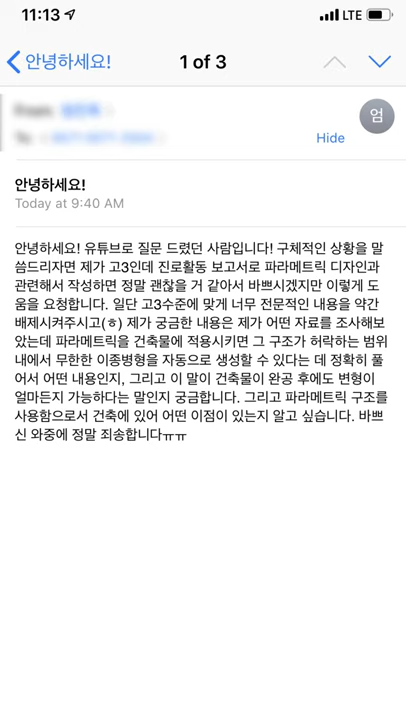 11:13
LTE
안녕하세요!
1 of 3
엄
Hide
안녕하세요!
Today at 9:40 AM
안녕하세요! 유튜브로 질문 드렸던 사람입니다! 구체적인 상황을 말
씀드리자면 제가 고3인데 진로활동 보고서로 파라메트릭 디자인과
관련해서 작성하면 정말 괜찮을 거 같아서 바쁘시겠지만 이렇게 도
움을 요청합니다. 일단 고3수준에 맞게 너무 전문적인 내용을 약간
배제시켜주시고(ㅎ) 제가 궁금한 내용은 제가 어떤 자료를 조사해보
았는데 파라메트릭을 건축물에 적용시키면 그 구조가 허락하는 범위
내에서 무한한 이종병형을 자동으로 생성할 수 있다는 데 정확히 풀
어서 어떤 내용인지, 그리고 이 말이 건축물이 완공 후에도 변형이
얼마든지 가능하다는 말인지 궁금합니다. 그리고 파라메트릭 구조를
사용함으로서 건축에 있어 어떤 이점이 있는지 알고 싶습니다. 바쁘
신 와중에 정말 죄송합니다ㅠㅠ